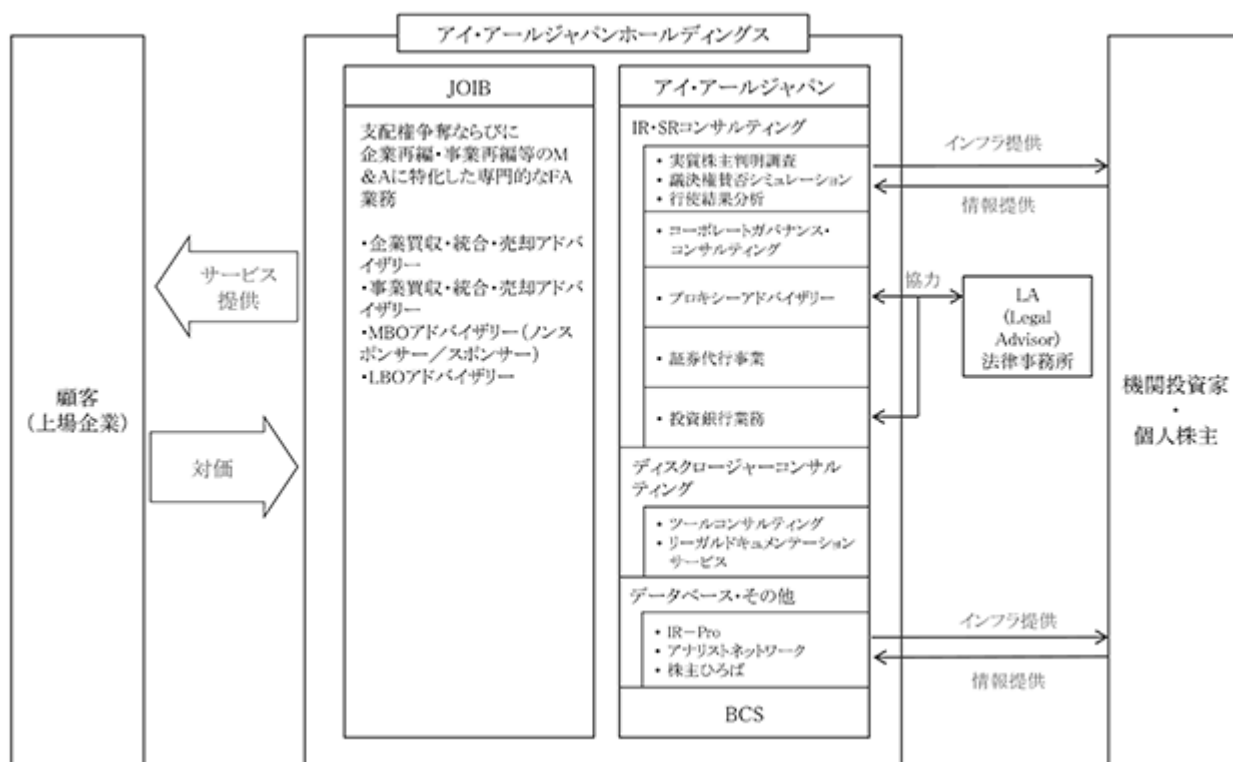 アイ・アールジャパンホールディングス
顧客
(上場企業)
サービス
提供
対価
JOIB
支配権争奪ならびに
企業再編・事業再編等のM
&Aに特化した専門的なFA
業務
・企業買収・統合・売却アドバ
イザリー
・事業買収・統合・売却アドバ
イザリー
・MBOアドバイザリー(ノンス
ポンサー/スポンサー)
・LBOアドバイザリー
アイ・アールジャパン
IR・SRコンサルティング
• 実質株主判明調査
• 議決権賛否シミュレーション
• 行使結果分析
• コーポレートガバナンス・
コンサルティング
• プロキシーアドバイザリー
• 証券代行事業
• 投資銀行業務
ディスクロージャーコンサル
ティング
• ツールコンサルティング
• リーガルドキュメンテーション
サービス
データベース・その他
• IR-Pro
• アナリストネットワーク
• 株主ひろば
BCS
インフラ提供
情報提供
協力
LA
(Legal
Advisor)
法律事務所
インフラ提供
情報提供
機関投資家
・
個人株主